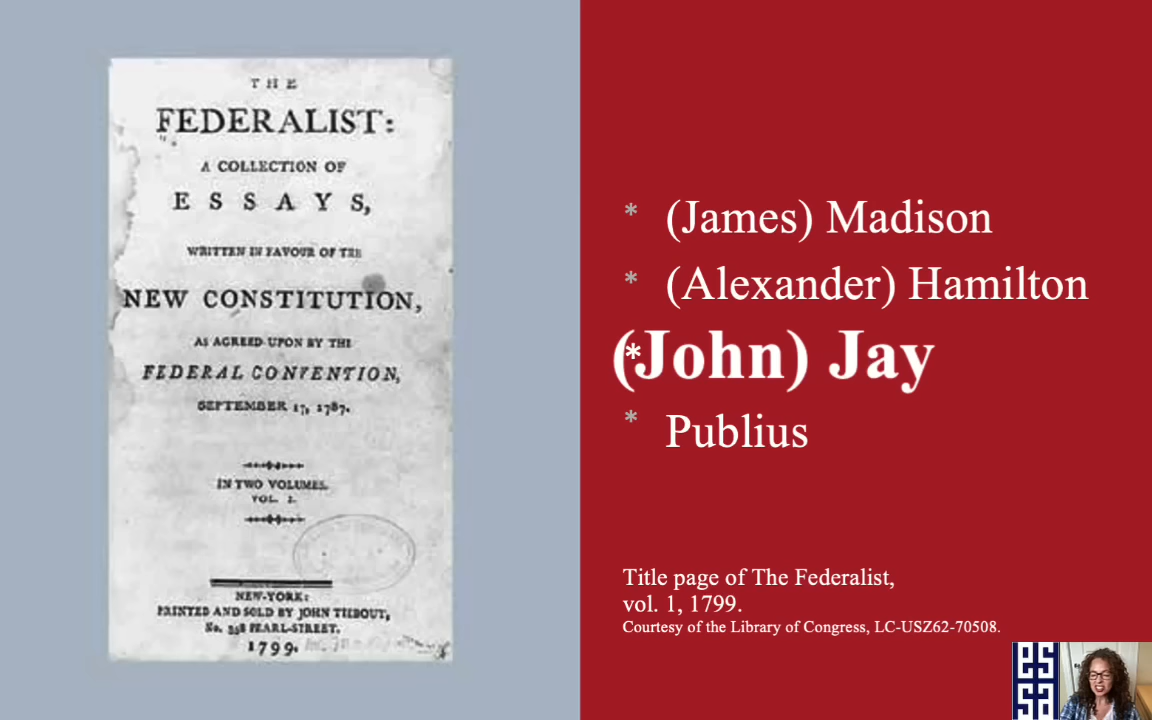 THE
FEDERALIST:
A COLLECTION OF
ESSAYS,
WRITTEN IN FAVOUR OF THE
NEW CONSTITUTION,
AS AGREED UPON BY THE
FEDERAL CONVENTION,
SEPTEMBER 17, 1787.
IN TWO VOLUMES.
VOL. I.
NEW-YORK:
PRINTED AND SOLD BY JOHN TIEBOUT,
No. 358 PEARL-STREET.
1799.
* (James) Madison
* (Alexander) Hamilton
* (John) Jay
* Publius
Title page of The Federalist,
vol. 1, 1799.
Courtesy of the Library of Congress, LC-USZ62-70508.